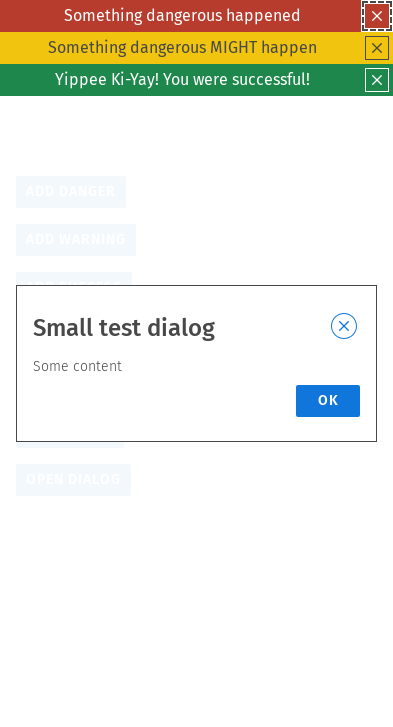 Something dangerous happened
Something dangerous MIGHT happen
Yippee Ki-Yay! You were successful!
ADD DANGER
ADD WARNING
Small test dialog
Some content
OK
OPEN DIALOG